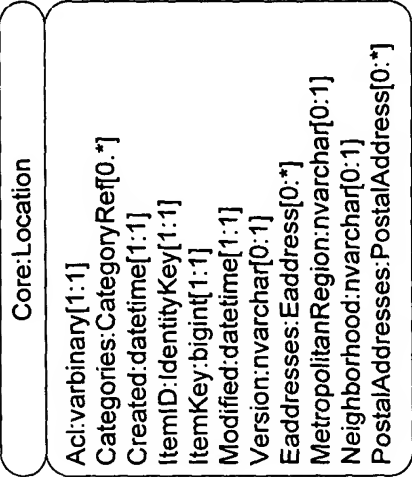 Core:Location
Acl:varbinary[1:1]
Categories:CategoryRef[0.*]
Created:datetime[1:1]
ItemID:IdentityKey[1:1]
ItemKey:bigint[1:1]
Modified:datetime[1:1]
Version:nvarchar[0:1]
Eaddresses:Eaddress[0:*]
MetropolitanRegion:nvarchar[0:1]
Neighborhood:nvarchar[0:1]
PostalAddresses:PostalAddress[0:*]